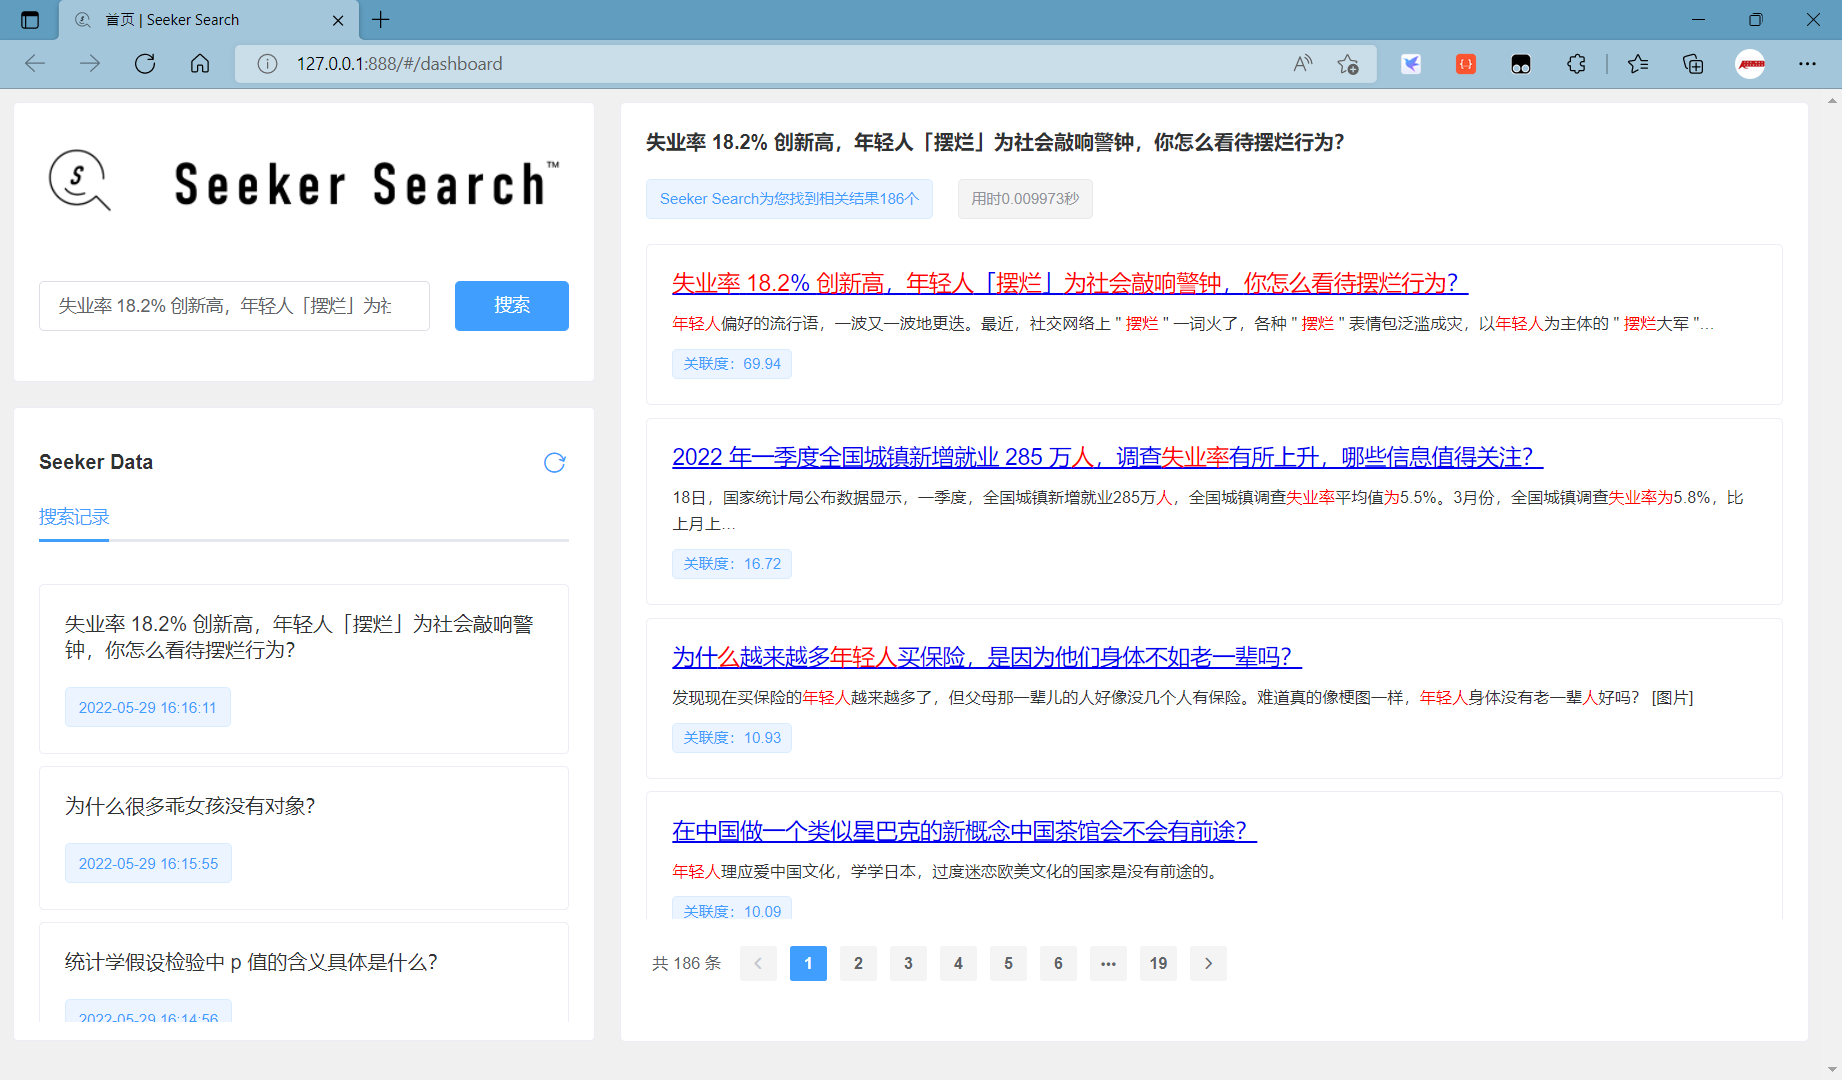 首页 | Seeker Search
127.0.0.1:888/#/dashboard
S
Seeker Search™
失业率 18.2% 创新高，年轻人「摆烂」为社
搜索
Seeker Data
搜索记录
失业率 18.2% 创新高，年轻人「摆烂」为社会敲响警
钟，你怎么看待摆烂行为？
2022-05-29 16:16:11
为什么很多乖女孩没有对象？
2022-05-29 16:15:55
统计学假设检验中 p 值的含义具体是什么？
2022-05-29 16:14:56
失业率 18.2% 创新高，年轻人「摆烂」为社会敲响警钟，你怎么看待摆烂行为？
Seeker Search为您找到相关结果186个
用时0.009973秒
失业率 18.2% 创新高，年轻人「摆烂」为社会敲响警钟，你怎么看待摆烂行为？
年轻人偏好的流行语，一波又一波地更迭。最近，社交网络上 " 摆烂 " 一词火了，各种 " 摆烂 " 表情包泛滥成灾，以年轻人为主体的 " 摆烂大军 "...
关联度：69.94
2022 年一季度全国城镇新增就业 285 万人，调查失业率有所上升，哪些信息值得关注？
18日，国家统计局公布数据显示，一季度，全国城镇新增就业285万人，全国城镇调查失业率平均值为5.5%。3月份，全国城镇调查失业率为5.8%，比
上月上...
关联度：16.72
为什么越来越多年轻人买保险，是因为他们身体不如老一辈吗？
发现现在买保险的年轻人越来越多了，但父母那一辈儿的人好像没几个人有保险。难道真的像梗图一样，年轻人身体没有老一辈人好吗？ [图片]
关联度：10.93
在中国做一个类似星巴克的新概念中国茶馆会不会有前途？
年轻人理应爱中国文化，学学日本，过度迷恋欧美文化的国家是没有前途的。
关联度：10.09
共 186 条 1 2 3 4 5 6 ••• 19